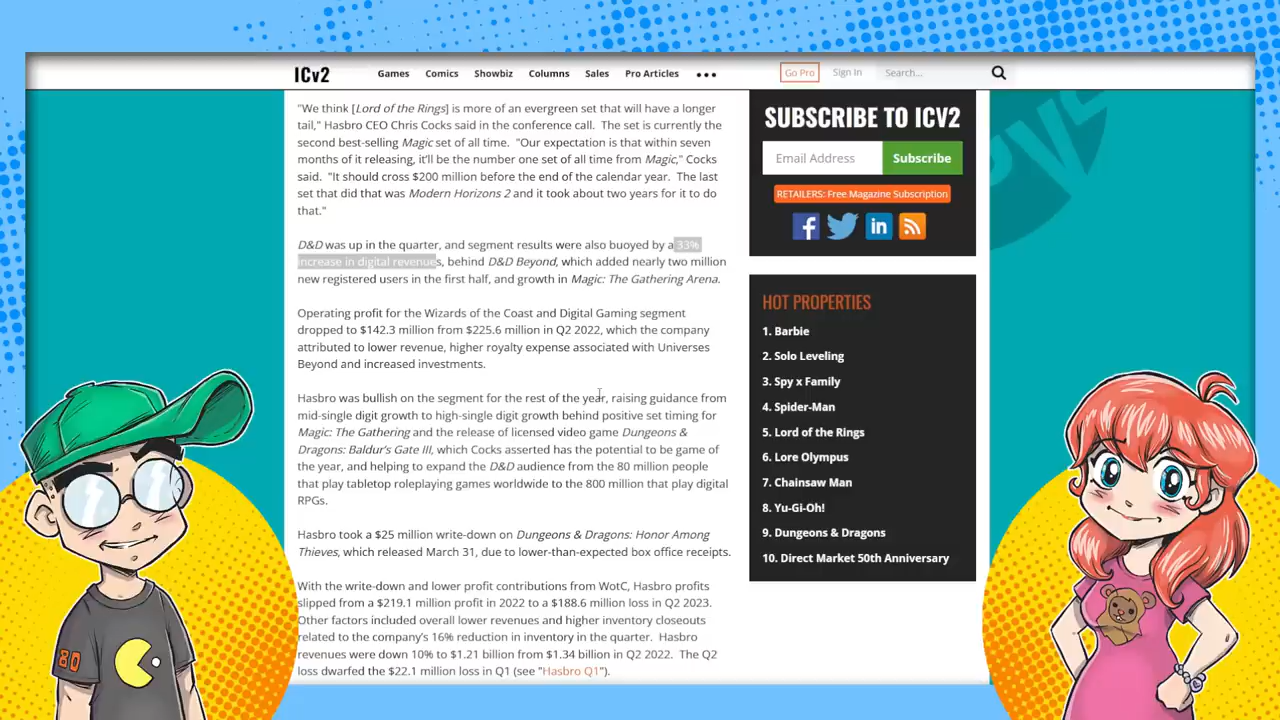 ICv2
Games
Comics
Showbiz
Columns
Sales
Pro Articles
Go Pro
Sign In
Search...
"We think [Lord of the Rings] is more of an evergreen set that will have a longer
tail," Hasbro CEO Chris Cocks said in the conference call. The set is currently the
second best-selling Magic set of all time. "Our expectation is that within seven
months of it releasing, it'll be the number one set of all time from Magic," Cocks
said. "It should cross $200 million before the end of the calendar year. The last
set that did that was Modern Horizons 2 and it took about two years for it to do
that."
D&D was up in the quarter, and segment results were also buoyed by a 33%
increase in digital revenues, behind D&D Beyond, which added nearly two million
new registered users in the first half, and growth in Magic: The Gathering Arena.
Operating profit for the Wizards of the Coast and Digital Gaming segment
dropped to $142.3 million from $225.6 million in Q2 2022, which the company
attributed to lower revenue, higher royalty expense associated with Universes
Beyond and increased investments.
Hasbro was bullish on the segment for the rest of the year, raising guidance from
mid-single digit growth to high-single digit growth behind positive set timing for
Magic: The Gathering and the release of licensed video game Dungeons &
Dragons: Baldur's Gate III, which Cocks asserted has the potential to be game of
the year, and helping to expand the D&D audience from the 80 million people
that play tabletop roleplaying games worldwide to the 800 million that play digital
RPGs.
Hasbro took a $25 million write-down on Dungeons & Dragons: Honor Among
Thieves, which released March 31, due to lower-than-expected box office receipts.
With the write-down and lower profit contributions from WotC, Hasbro profits
slipped from a $219.1 million profit in 2022 to a $188.6 million loss in Q2 2023.
Other factors included overall lower revenues and higher inventory closeouts
related to the company's 16% reduction in inventory in the quarter. Hasbro
revenues were down 10% to $1.21 billion from $1.34 billion in Q2 2022. The Q2
loss dwarfed the $22.1 million loss in Q1 (see "Hasbro Q1").
SUBSCRIBE TO ICV2
Email Address
Subscribe
RETAILERS: Free Magazine Subscription
HOT PROPERTIES
1. Barbie
2. Solo Leveling
3. Spy x Family
4. Spider-Man
5. Lord of the Rings
6. Lore Olympus
7. Chainsaw Man
8. Yu-Gi-Oh!
9. Dungeons & Dragons
10. Direct Market 50th Anniversary
80